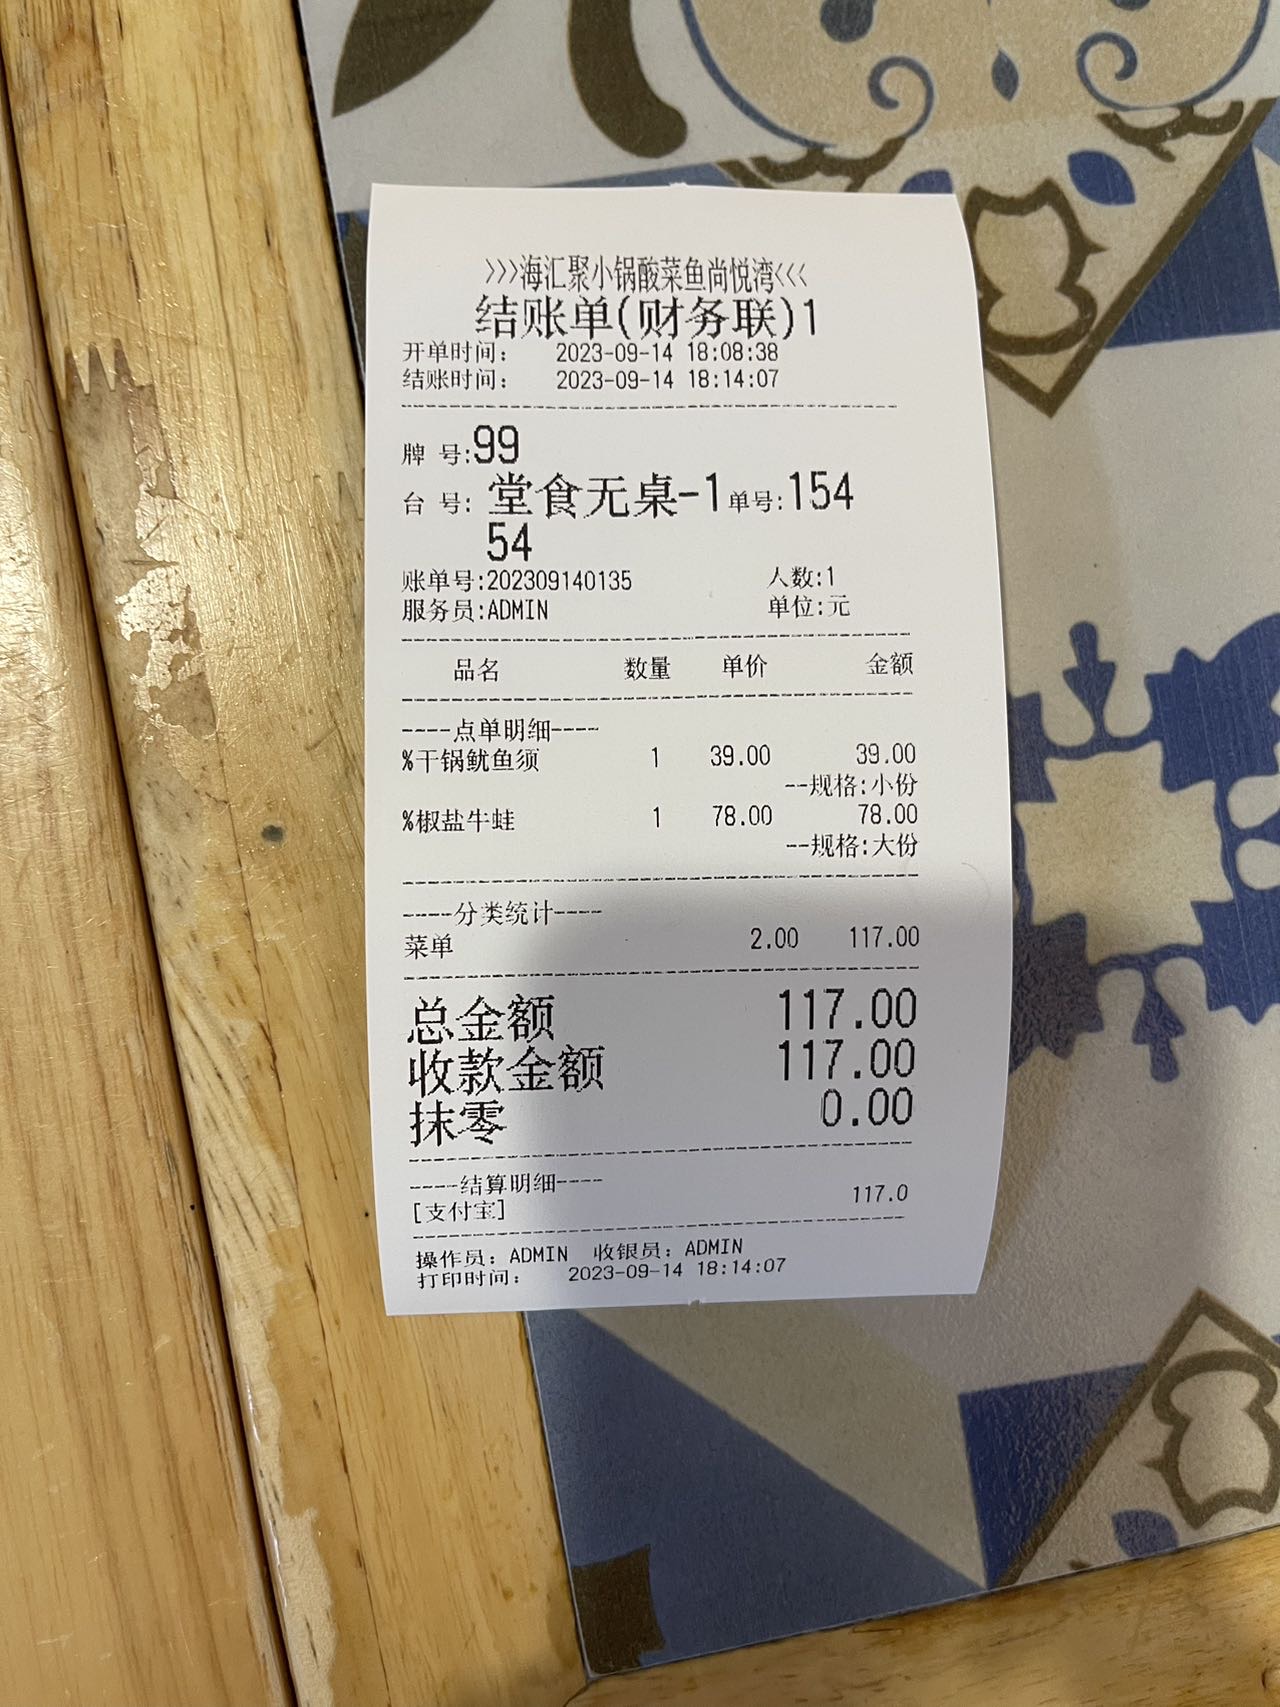 >>>海汇聚小锅酸菜鱼尚悦湾<<<
结账单(财务联)1
开单时间: 2023-09-14 18:08:38
结账时间: 2023-09-14 18:14:07
牌 号:99
台 号: 堂食无桌-1 单号:154
54
账单号:202309140135 人数:1
服务员:ADMIN 单位:元
品名 数量 单价 金额
----点单明细----
%干锅鱿鱼须 1 39.00 39.00
--规格:小份
%椒盐牛蛙 1 78.00 78.00
--规格:大份
----分类统计----
菜单 2.00 117.00
总金额 117.00
收款金额 117.00
抹零 0.00
----结算明细----
[支付宝] 117.0
操作员: ADMIN 收银员: ADMIN
打印时间: 2023-09-14 18:14:07